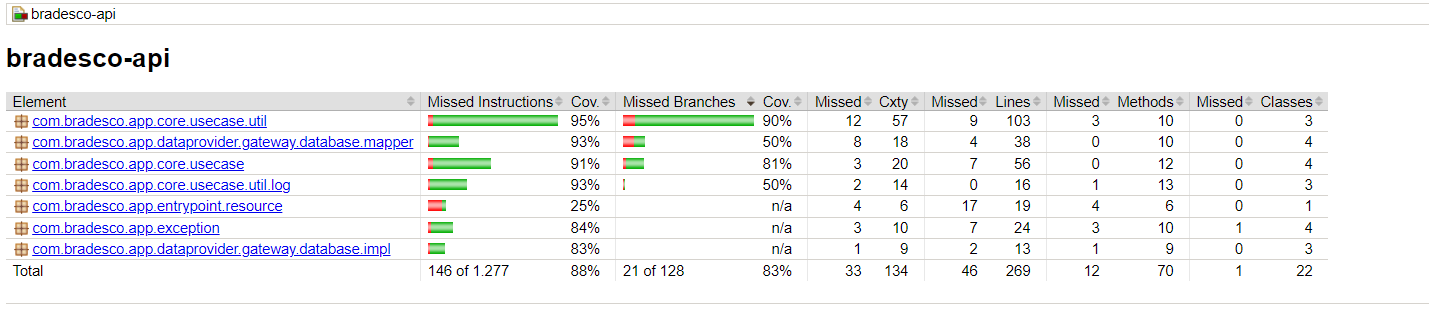 bradesco-api
bradesco-api
Element Missed Instructions Cov. Missed Branches Cov. Missed Cxty Missed Lines Missed Methods Missed Classes
com.bradesco.app.core.usecase.util 95% 90% 12 57 9 103 3 10 0 3
com.bradesco.app.dataprovider.gateway.database.mapper 93% 50% 8 18 4 38 0 10 0 4
com.bradesco.app.core.usecase 91% 81% 3 20 7 56 0 12 0 4
com.bradesco.app.core.usecase.util.log 93% 50% 2 14 0 16 1 13 0 3
com.bradesco.app.entrypoint.resource 25% n/a 4 6 17 19 4 6 0 1
com.bradesco.app.exception 84% n/a 3 10 7 24 3 10 1 4
com.bradesco.app.dataprovider.gateway.database.impl 83% n/a 1 9 2 13 1 9 0 3
Total 146 of 1.277 88% 21 of 128 83% 33 134 46 269 12 70 1 22